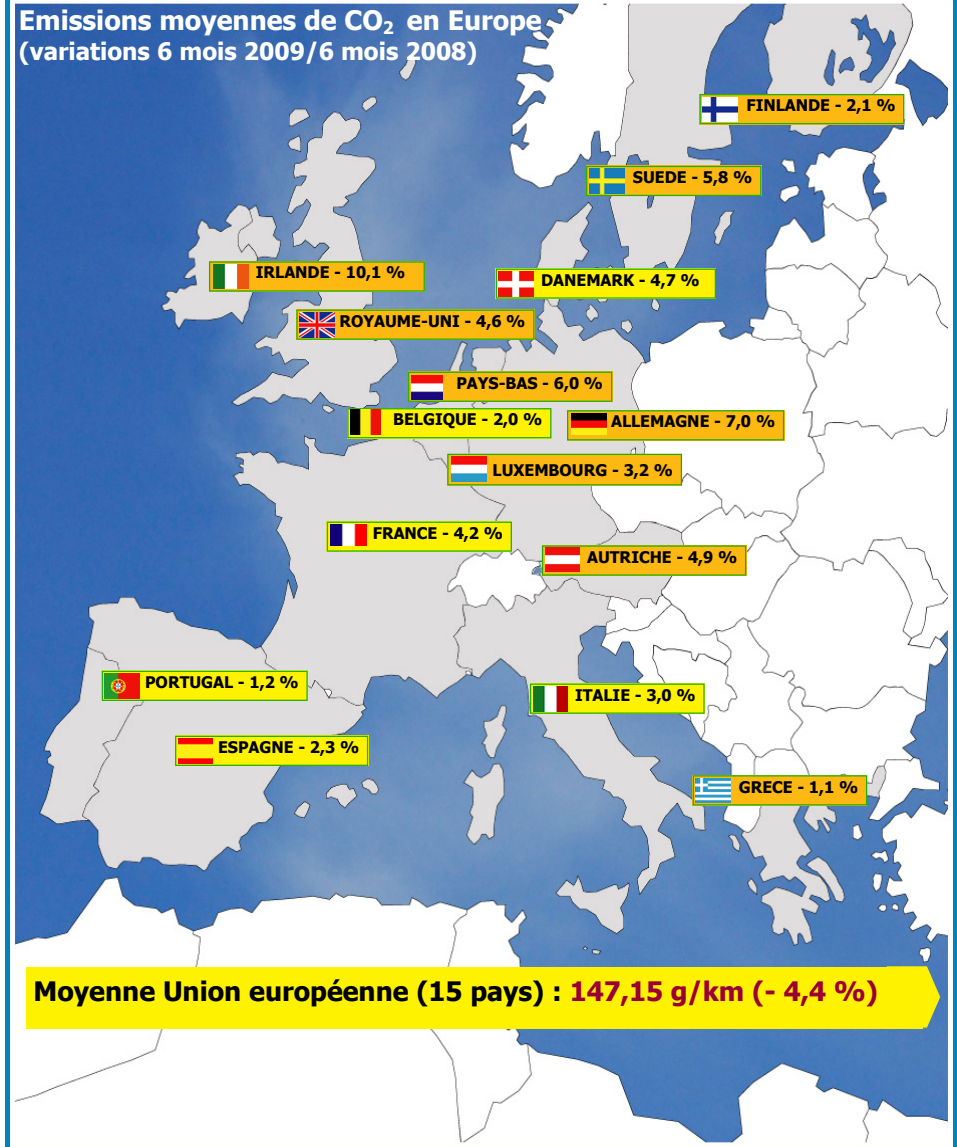 Emissions moyennes de CO₂ en Europe
(variations 6 mois 2009/6 mois 2008)
FINLANDE - 2,1 %
SUEDE - 5,8 %
IRLANDE - 10,1 %
DANEMARK - 4,7 %
ROYAUME-UNI - 4,6 %
PAYS-BAS - 6,0 %
BELGIQUE - 2,0 %
ALLEMAGNE - 7,0 %
LUXEMBOURG - 3,2 %
FRANCE - 4,2 %
AUTRICHE - 4,9 %
PORTUGAL - 1,2 %
ITALIE - 3,0 %
ESPAGNE - 2,3 %
GRECE - 1,1 %
Moyenne Union européenne (15 pays) : 147,15 g/km (- 4,4 %)